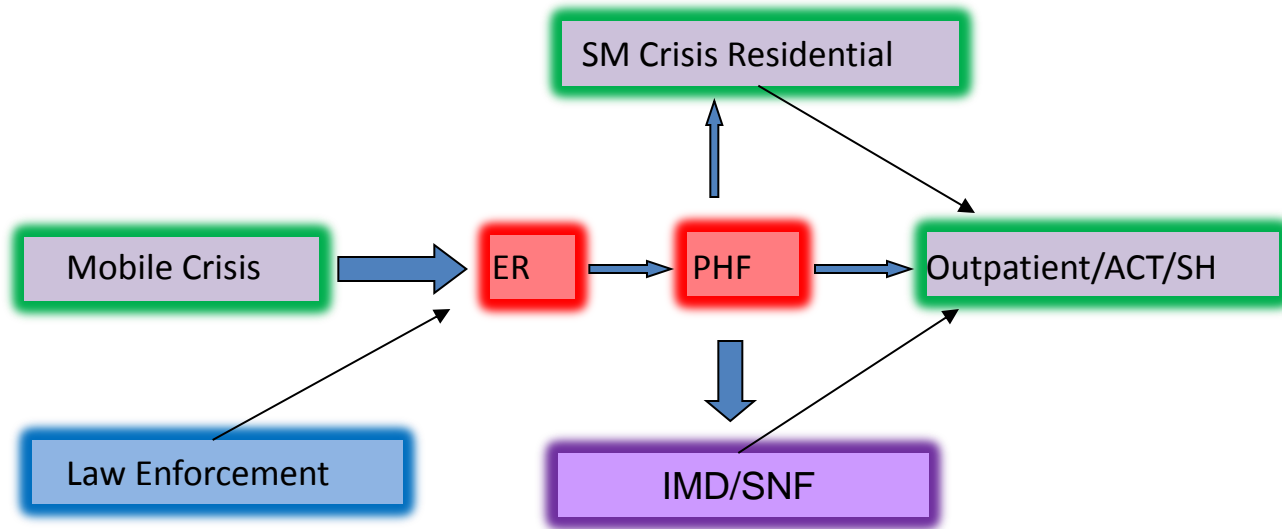 SM Crisis Residential
Mobile Crisis
ER
PHF
Outpatient/ACT/SH
Law Enforcement
IMD/SNF